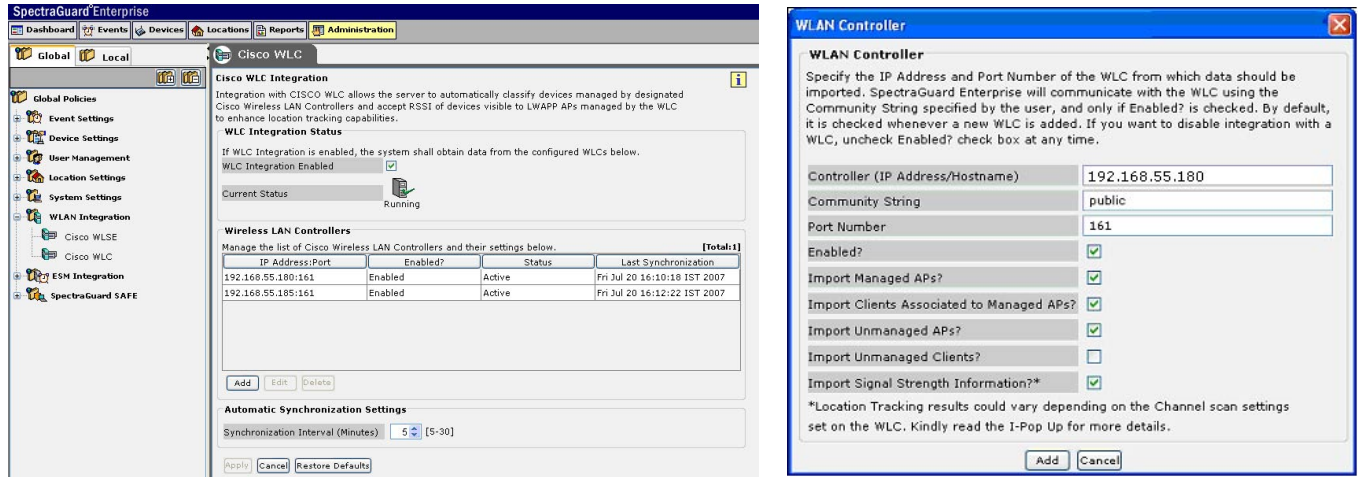 SpectraGuard®Enterprise
Dashboard Events Devices Locations Reports Administration
Global Local
Global Policies
Event Settings
Device Settings
User Management
Location Settings
System Settings
WLAN Integration
Cisco WLSE
Cisco WLC
ESM Integration
SpectraGuard SAFE
Cisco WLC
Cisco WLC Integration
i
Integration with CISCO WLC allows the server to automatically classify devices managed by designated
Cisco Wireless LAN Controllers and accept RSSI of devices visible to LWAPP APs managed by the WLC
to enhance location tracking capabilities.
WLC Integration Status
If WLC Integration is enabled, the system shall obtain data from the configured WLCs below.
WLC Integration Enabled
Current Status
Running
Wireless LAN Controllers
Manage the list of Cisco Wireless LAN Controllers and their settings below. [Total:1]
IP Address:Port Enabled? Status Last Synchronization
192.168.55.180:161 Enabled Active Fri Jul 20 16:10:18 IST 2007
192.168.55.185:161 Enabled Active Fri Jul 20 16:12:22 IST 2007
Add Edit Delete
Automatic Synchronization Settings
Synchronization Interval (Minutes) 5 [5-30]
Apply Cancel Restore Defaults
WLAN Controller
WLAN Controller
Specify the IP Address and Port Number of the WLC from which data should be
imported. SpectraGuard Enterprise will communicate with the WLC using the
Community String specified by the user, and only if Enabled? is checked. By default,
it is checked whenever a new WLC is added. If you want to disable integration with a
WLC, uncheck Enabled? check box at any time.
Controller (IP Address/Hostname) 192.168.55.180
Community String public
Port Number 161
Enabled?
Import Managed APs?
Import Clients Associated to Managed APs?
Import Unmanaged APs?
Import Unmanaged Clients?
Import Signal Strength Information?*
*Location Tracking results could vary depending on the Channel scan settings
set on the WLC. Kindly read the I-Pop Up for more details.
Add Cancel